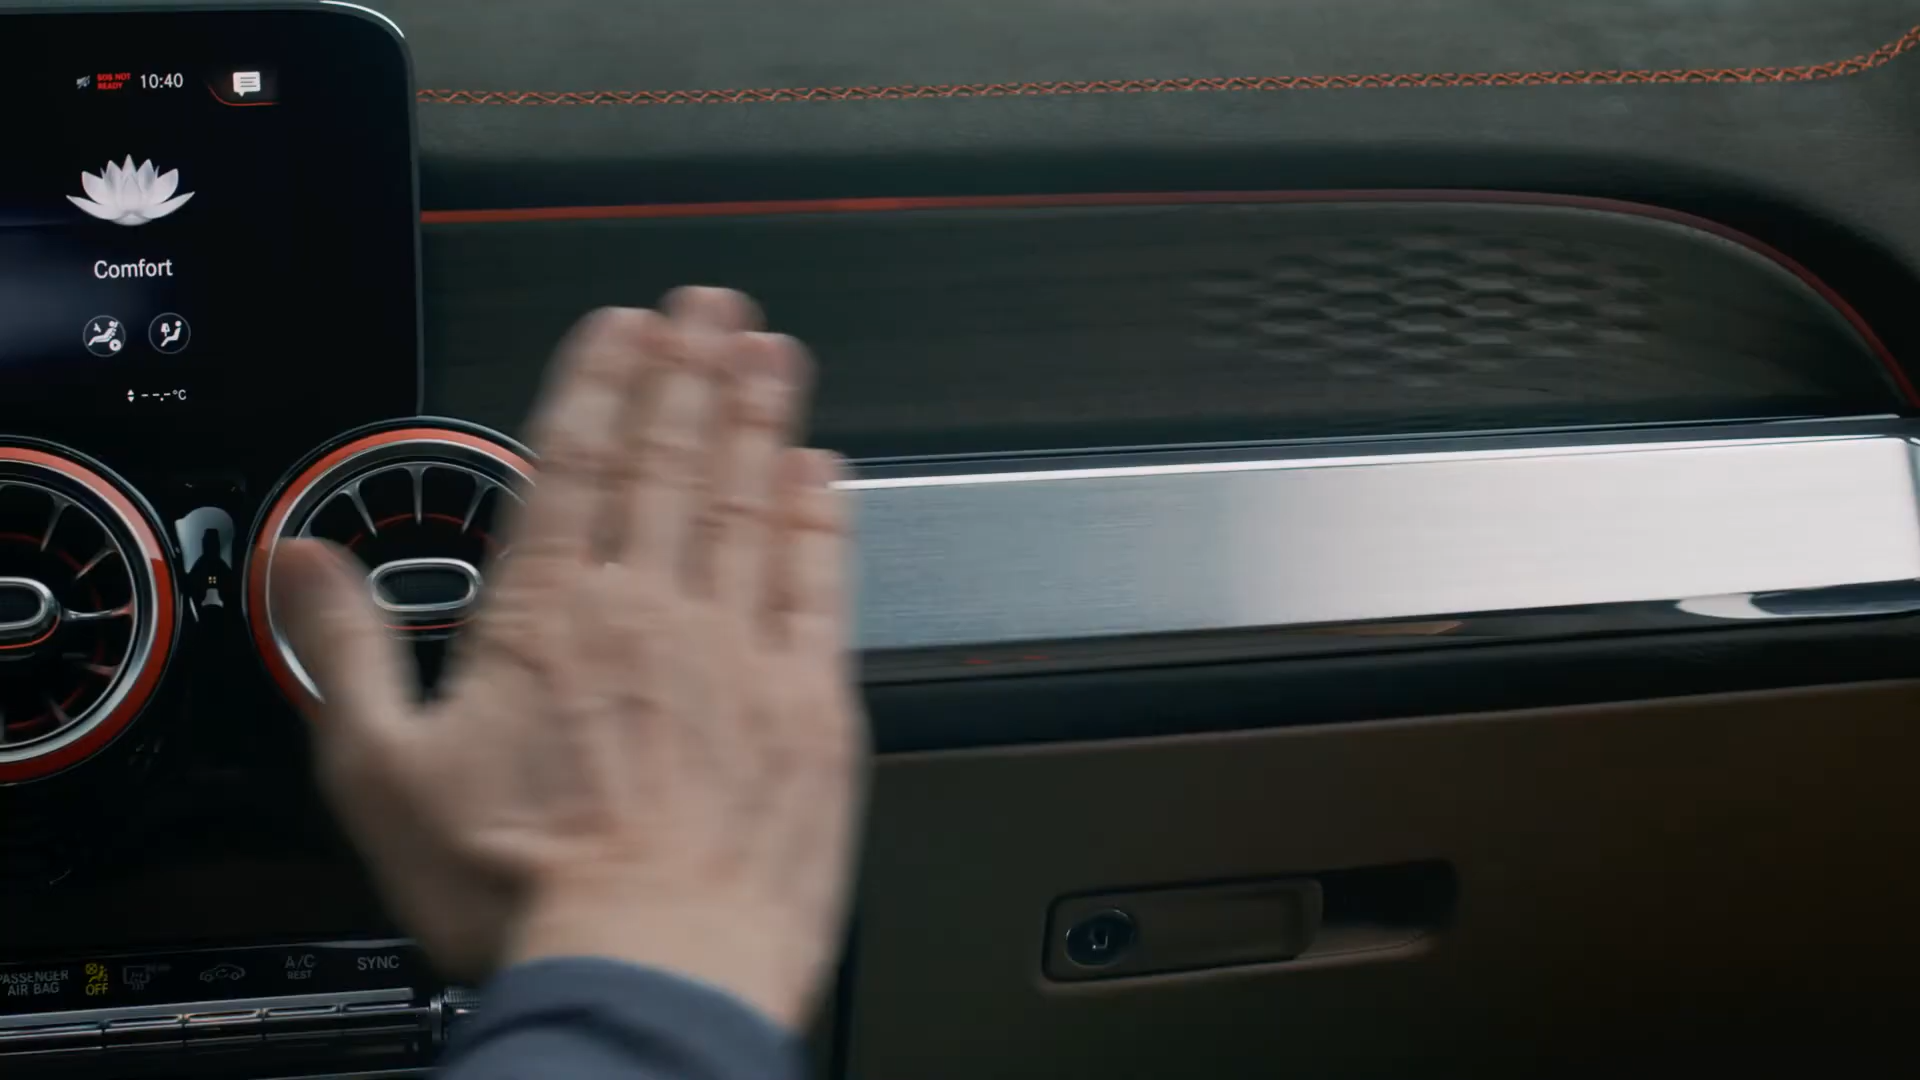 SOS NOT
READY
10:40
Comfort
--,-°C
PASSENGER
AIR BAG
OFF
A/C
REST
SYNC